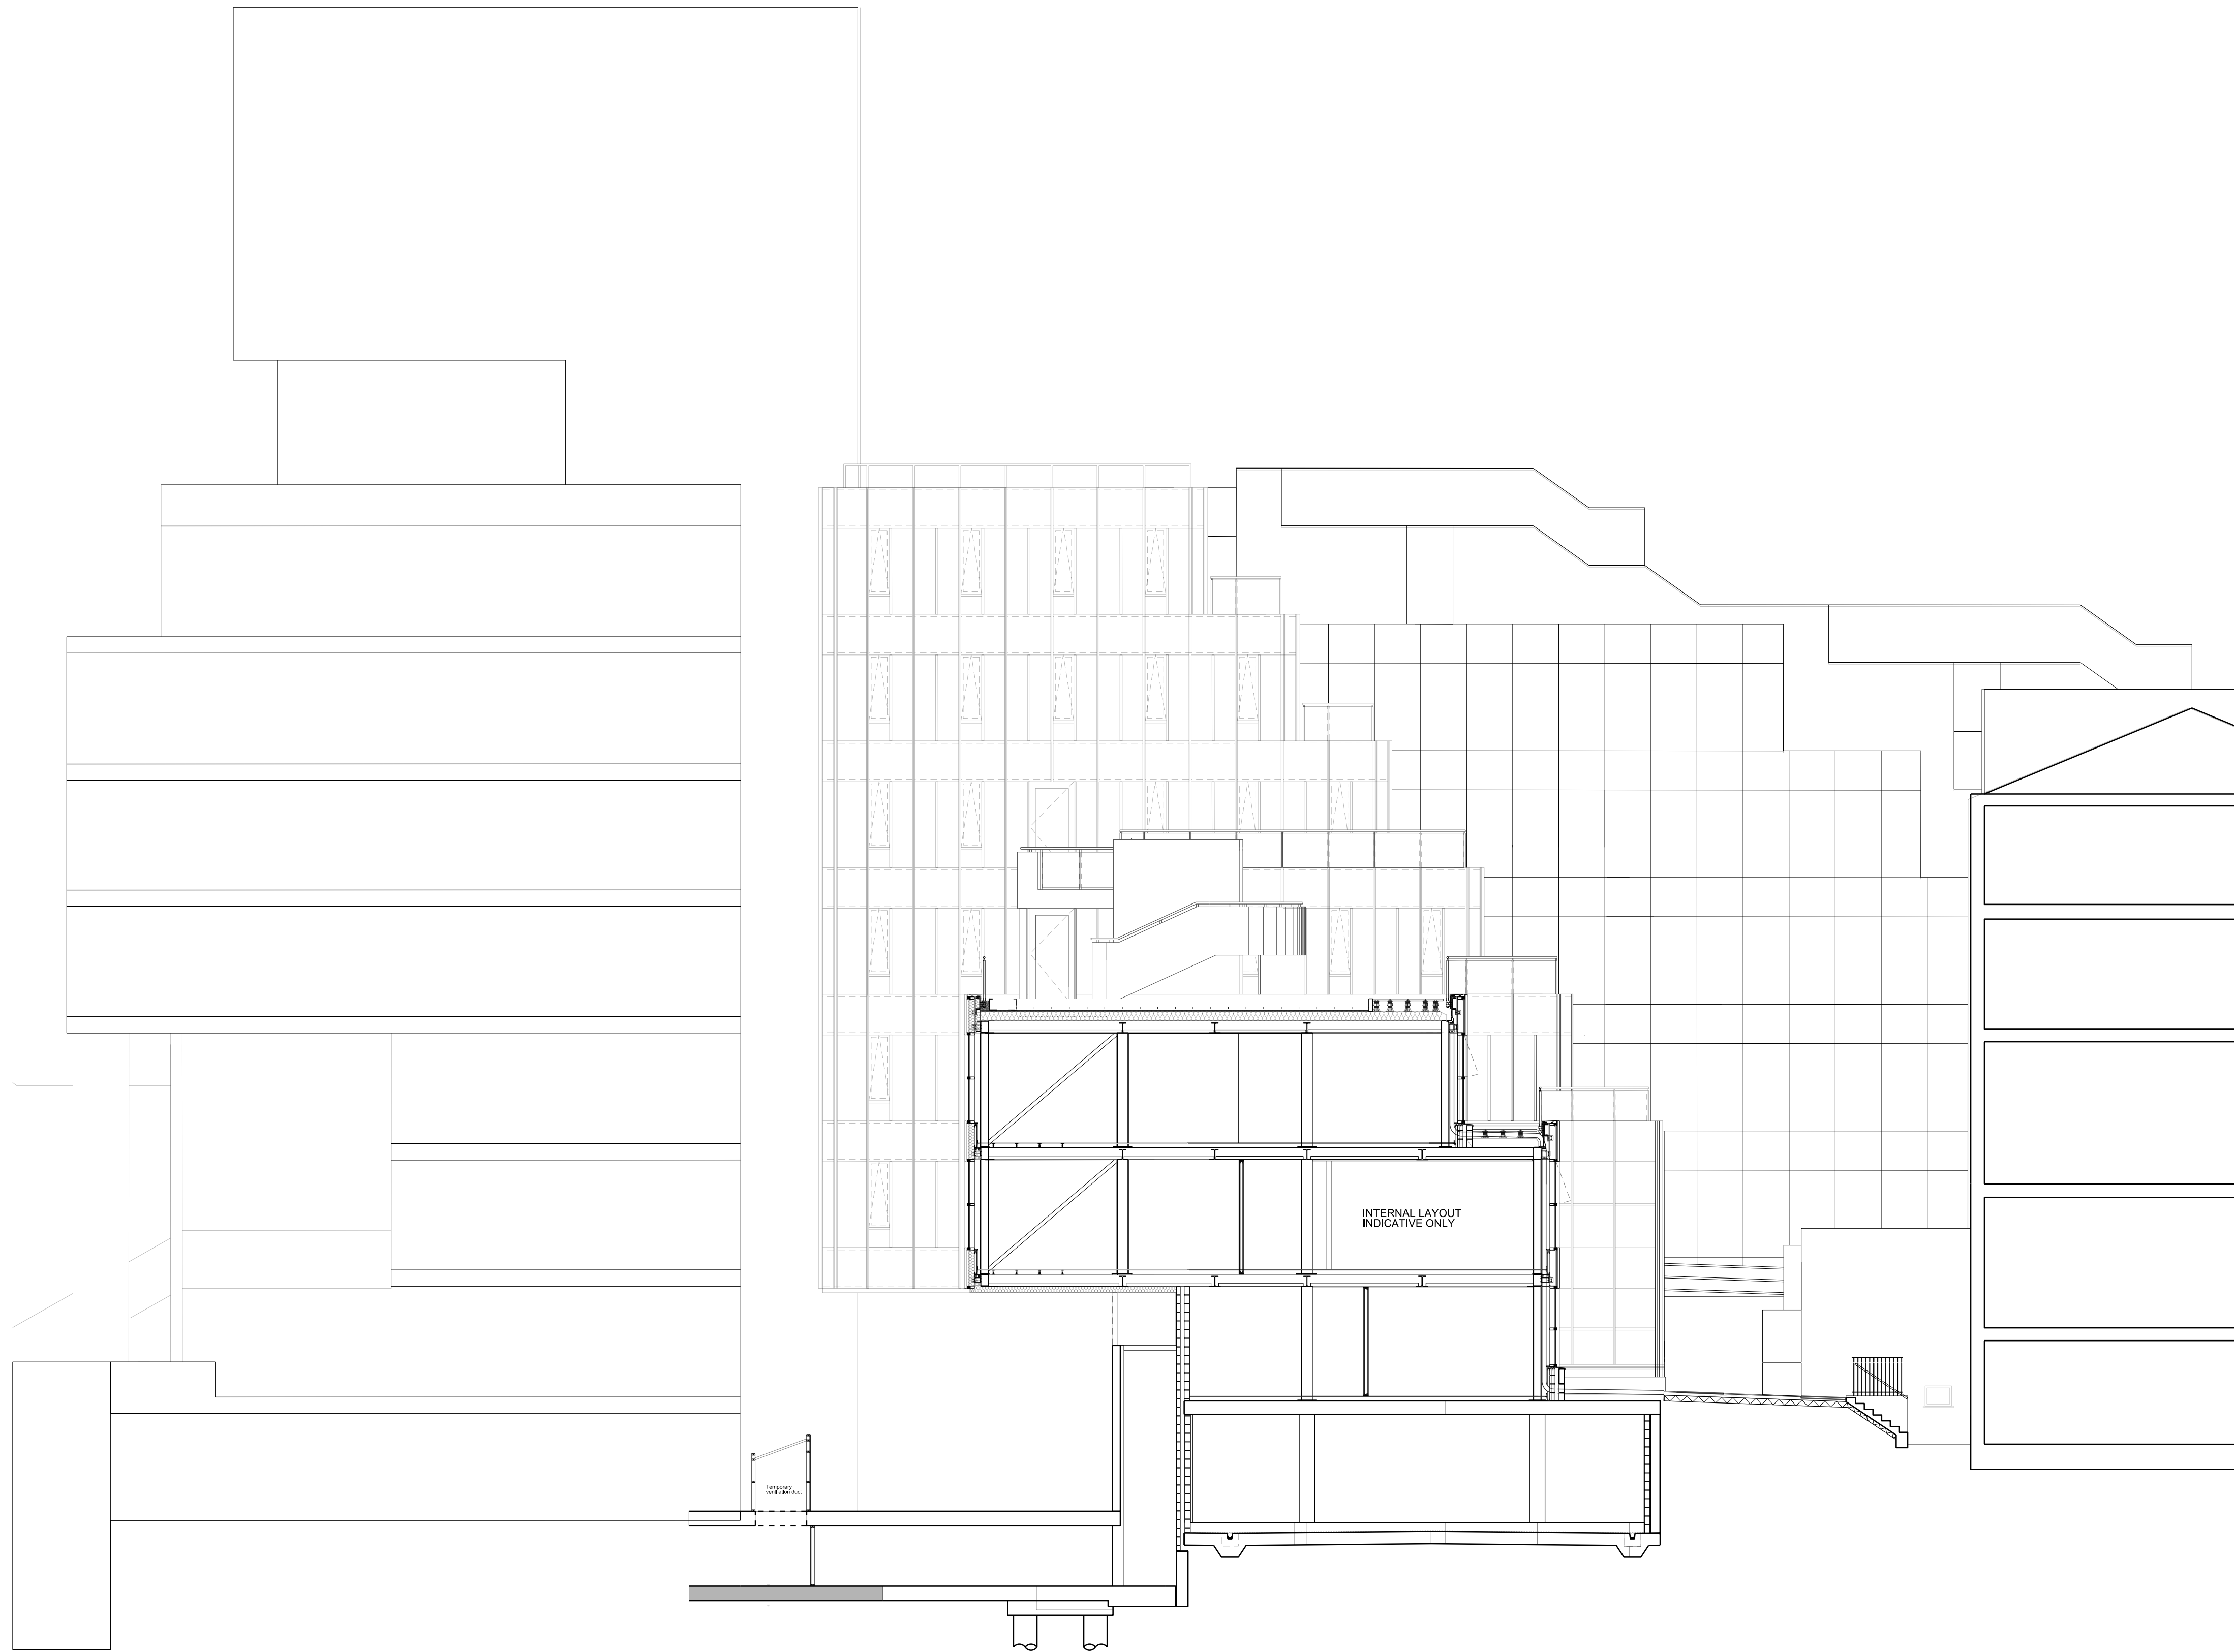 INTERNAL LAYOUT
INDICATIVE ONLY
Temporary
ventilation duct